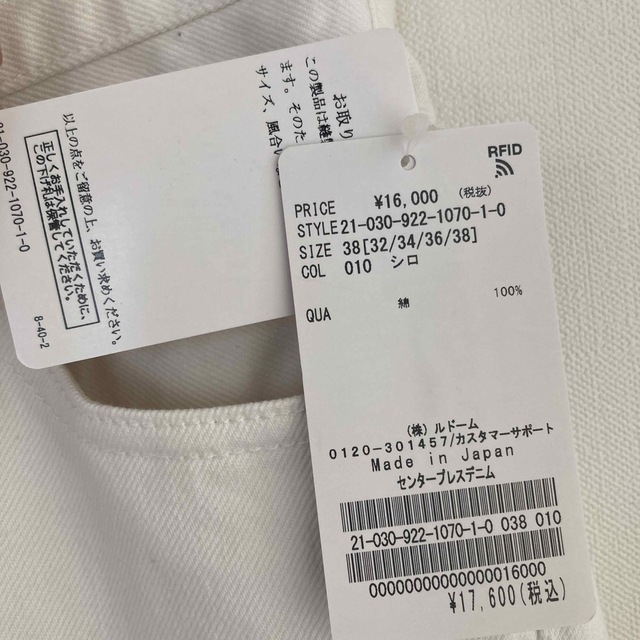 RFID
PRICE ¥16,000 (税抜)
STYLE 21-030-922-1070-1-0
SIZE 38[32/34/36/38]
COL 010 シロ
QUA 綿 100%
(株) ルドーム
0120-301457/カスタマーサポート
Made in Japan
センタープレスデニム
21-030-922-1070-1-0 038 010
000000000000000016000
¥17,600(税込)
お取り
この製品は
ます。そのた
サイズ、風合い
以上の点をご留意の上、お買い求めください。
正しくお手入れしていただくために、
この下げ札は保管してください。
21-030-922-1070-1-0
8-40-2